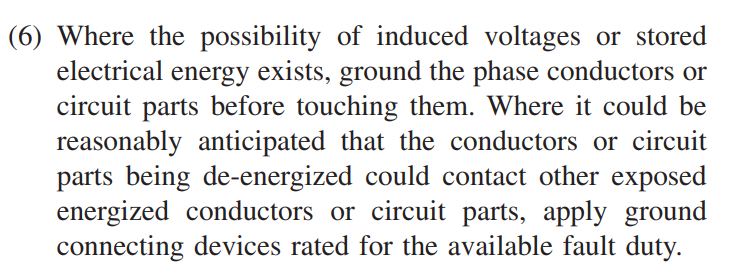 (6) Where the possibility of induced voltages or stored
electrical energy exists, ground the phase conductors or
circuit parts before touching them. Where it could be
reasonably anticipated that the conductors or circuit
parts being de-energized could contact other exposed
energized conductors or circuit parts, apply ground
connecting devices rated for the available fault duty.